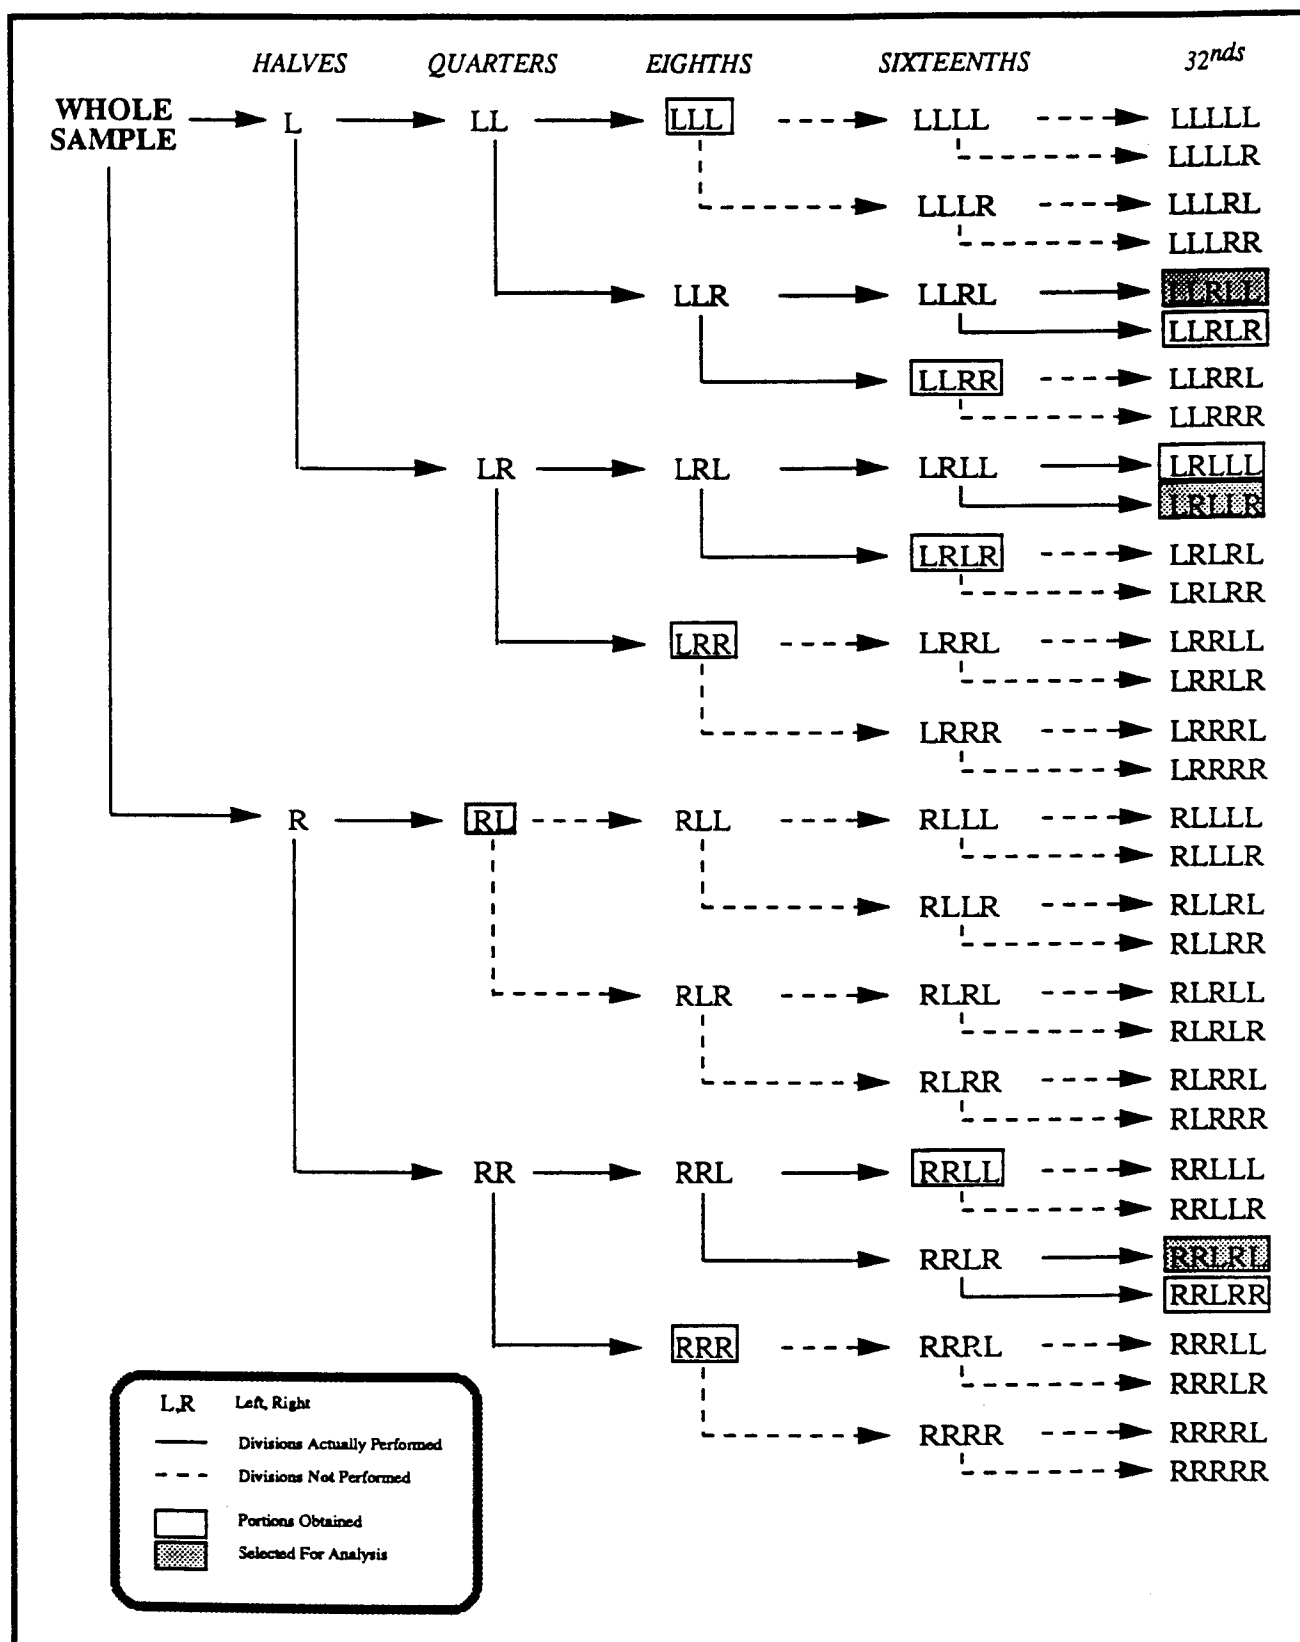 HALVES QUARTERS EIGHTHS SIXTEENTHS 32nds
WHOLE SAMPLE L LL LLL LLLL LLLLL
LLLLR
LLLR LLLRL
LLLRR
LLR LLRL LLRLL
LLRLR
LLRR LLRRL
LLRRR
LR LRL LRLL LRLLL
LRLLR
LRLR LRLRL
LRLRR
LRR LRRL LRRLL
LRRLR
LRRR LRRRL
LRRRR
R RL RLL RLLL RLLLL
RLLLR
RLLR RLLRL
RLLRR
RLR RLRL RLRLL
RLRLR
RLRR RLRRL
RLRRR
RR RRL RRLL RRLLL
RRLLR
RRLR RRLRL
RRLRR
RRR RRRL RRRLL
RRRLR
RRRR RRRRL
RRRRR
L,R Left, Right
Divisions Actually Performed
Divisions Not Performed
Portions Obtained
Selected For Analysis